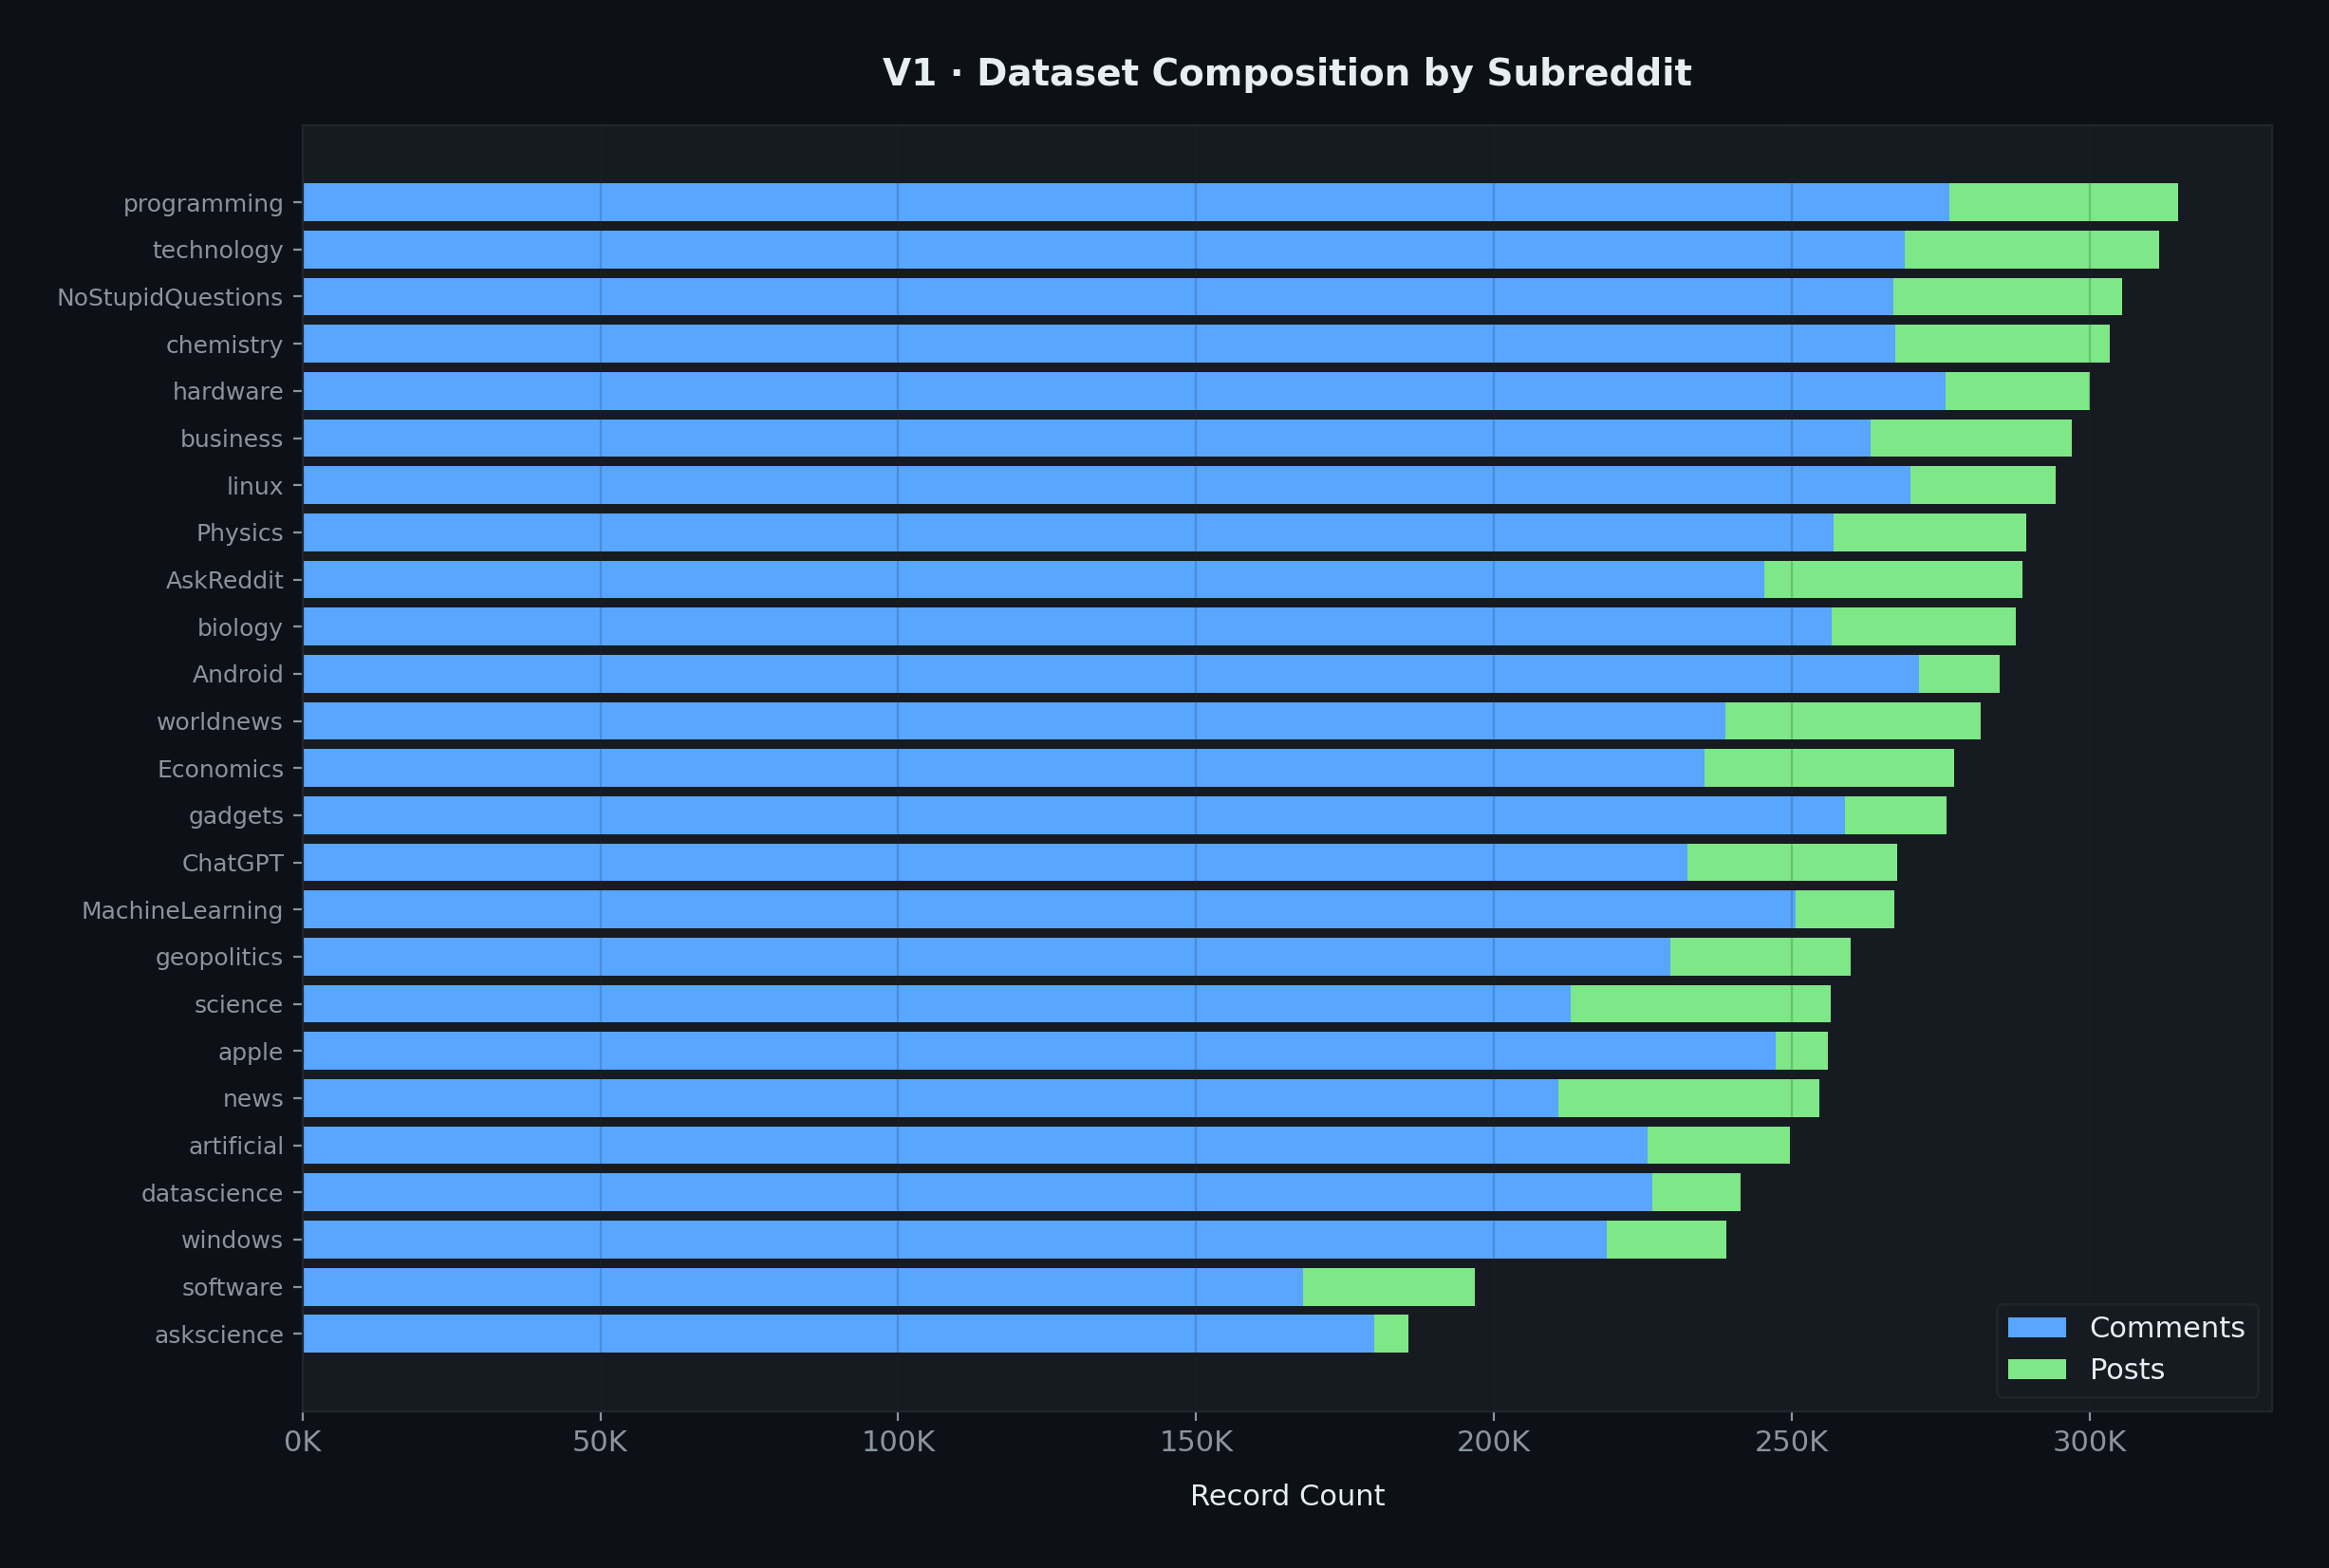 V1 · Dataset Composition by Subreddit
programming
technology
NoStupidQuestions
chemistry
hardware
business
linux
Physics
AskReddit
biology
Android
worldnews
Economics
gadgets
ChatGPT
MachineLearning
geopolitics
science
apple
news
artificial
datascience
windows
software
askscience
Comments
Posts
0K 50K 100K 150K 200K 250K 300K
Record Count